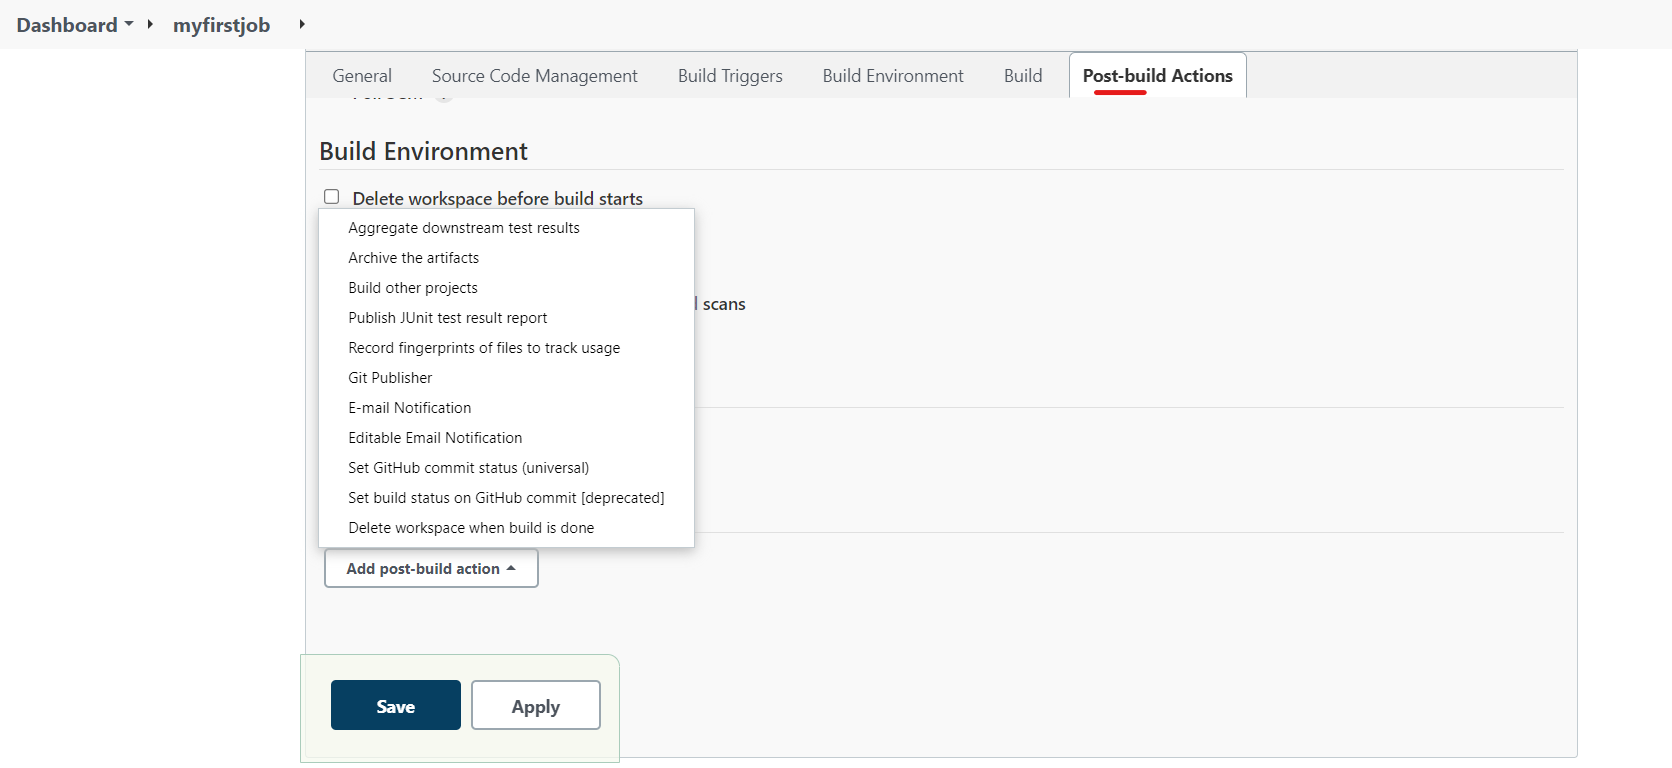 Dashboard myfirstjob
General Source Code Management Build Triggers Build Environment Build Post-build Actions
Build Environment
Delete workspace before build starts
Aggregate downstream test results
Archive the artifacts
Build other projects
scans
Publish JUnit test result report
Record fingerprints of files to track usage
Git Publisher
E-mail Notification
Editable Email Notification
Set GitHub commit status (universal)
Set build status on GitHub commit [deprecated]
Delete workspace when build is done
Add post-build action
Save Apply